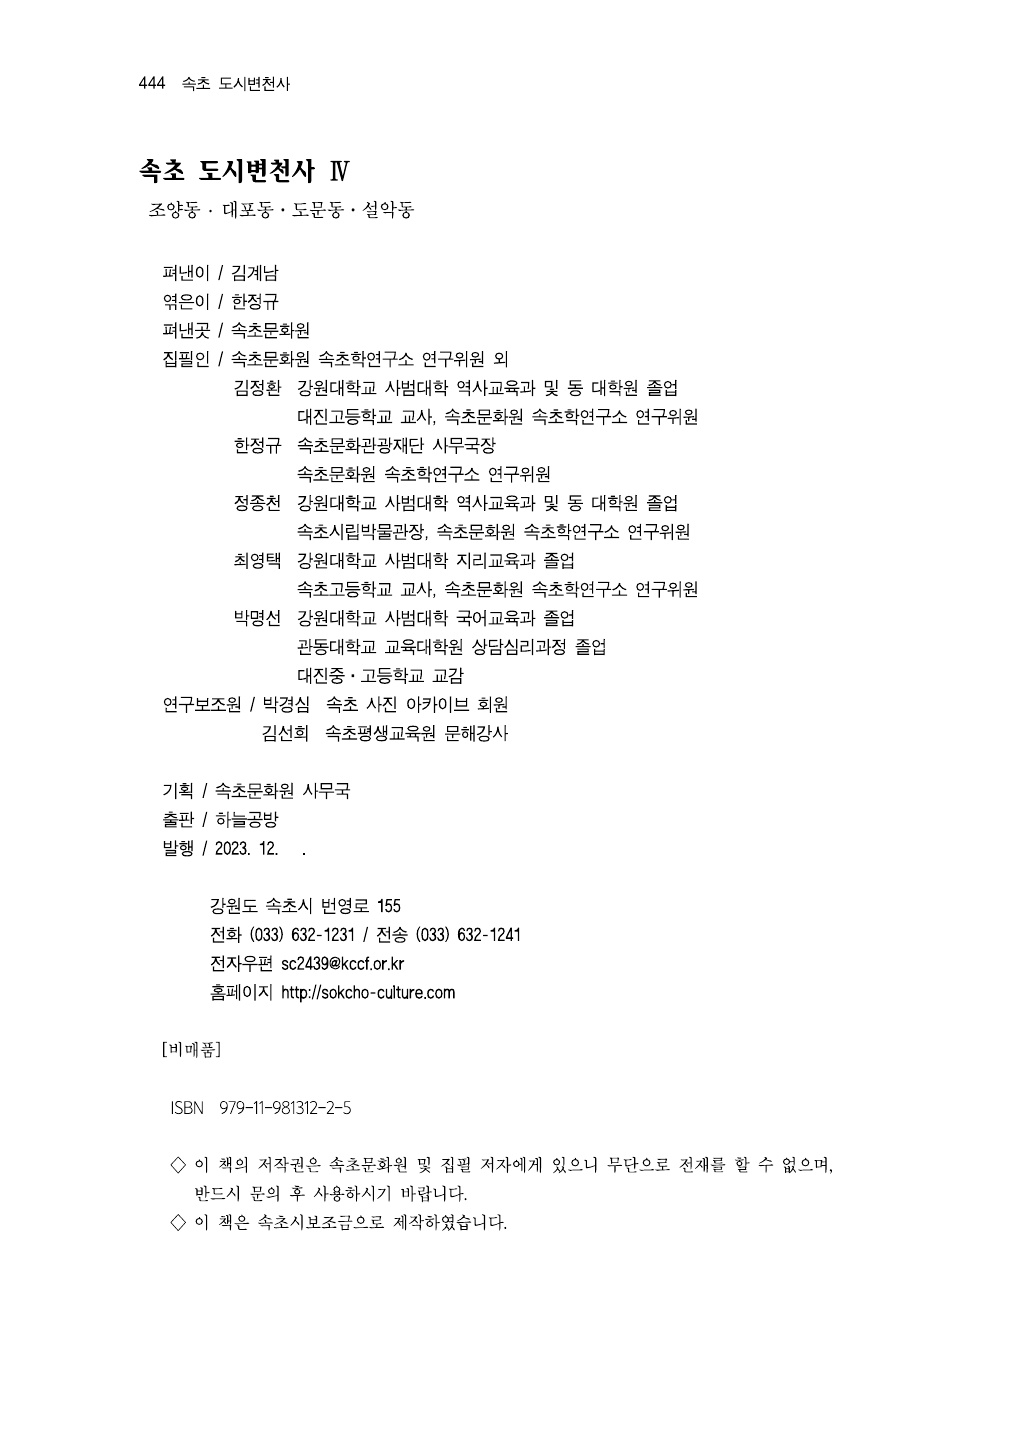 444 속초 도시변천사
속초 도시변천사 Ⅳ
조양동 · 대포동 · 도문동 · 설악동
펴낸이 / 김계남
엮은이 / 한정규
펴낸곳 / 속초문화원
집필인 / 속초문화원 속초학연구소 연구위원 외
김정환 강원대학교 사범대학 역사교육과 및 동 대학원 졸업
대진고등학교 교사, 속초문화원 속초학연구소 연구위원
한정규 속초문화관광재단 사무국장
속초문화원 속초학연구소 연구위원
정종천 강원대학교 사범대학 역사교육과 및 동 대학원 졸업
속초시립박물관장, 속초문화원 속초학연구소 연구위원
최영택 강원대학교 사범대학 지리교육과 졸업
속초고등학교 교사, 속초문화원 속초학연구소 연구위원
박명선 강원대학교 사범대학 국어교육과 졸업
관동대학교 교육대학원 상담심리과정 졸업
대진중·고등학교 교감
연구보조원 / 박경심 속초 사진 아카이브 회원
김선희 속초평생교육원 문해강사
기획 / 속초문화원 사무국
출판 / 하늘공방
발행 / 2023. 12. .
강원도 속초시 번영로 155
전화 (033) 632-1231 / 전송 (033) 632-1241
전자우편 sc2439@kccf.or.kr
홈페이지 http://sokcho-culture.com
[비매품]
ISBN 979-11-981312-2-5
◇ 이 책의 저작권은 속초문화원 및 집필 저자에게 있으니 무단으로 전재를 할 수 없으며,
반드시 문의 후 사용하시기 바랍니다.
◇ 이 책은 속초시보조금으로 제작하였습니다.